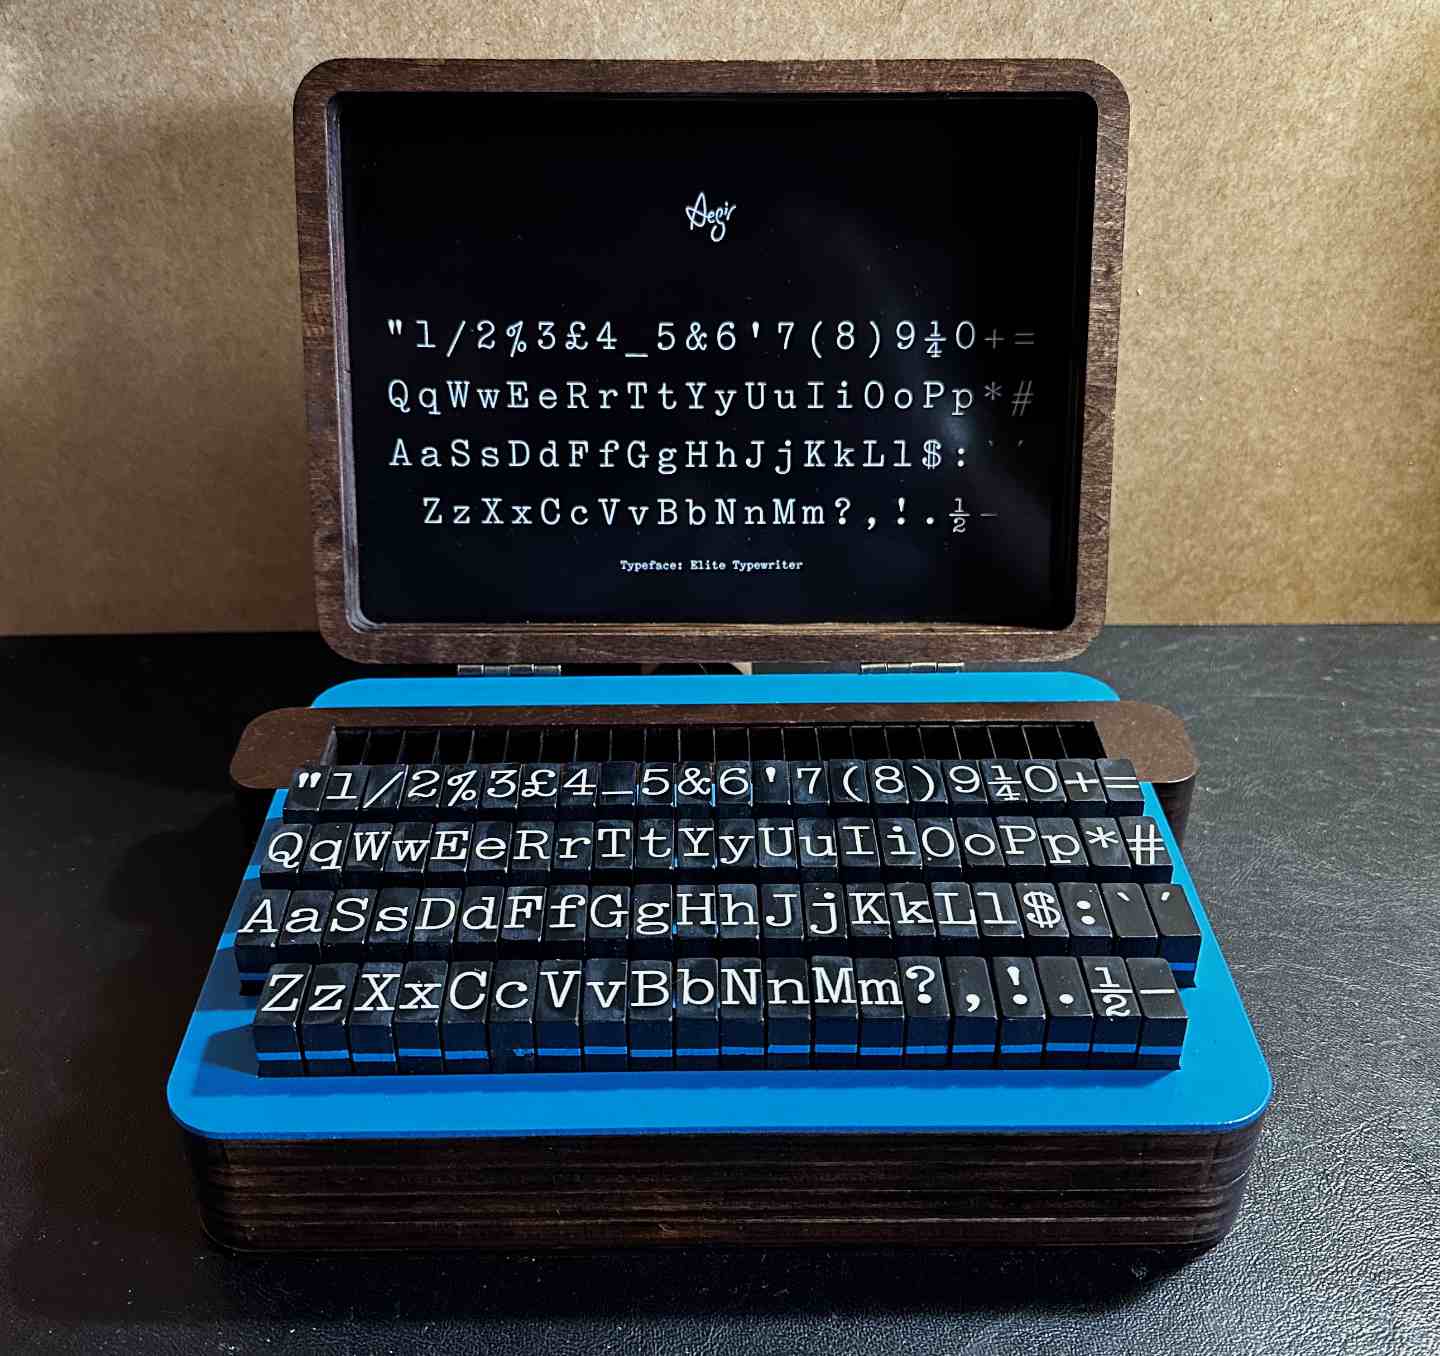 Aegir
"1/2%3£4_5&6'7(8)9¼0+=
QqWwEeRrTtYyUuIiOoPp*#
AaSsDdFfGgHhJjKkLl$:`´
ZzXxCcVvBbNnMm?,!.½-
Typeface: Elite Typewriter
"1/2%3£4_5&6'7(8)9¼0+=
QqWwEeRrTtYyUuIiOoPp*#
AaSsDdFfGgHhJjKkLl$:`´
ZzXxCcVvBbNnMm?,!.½-